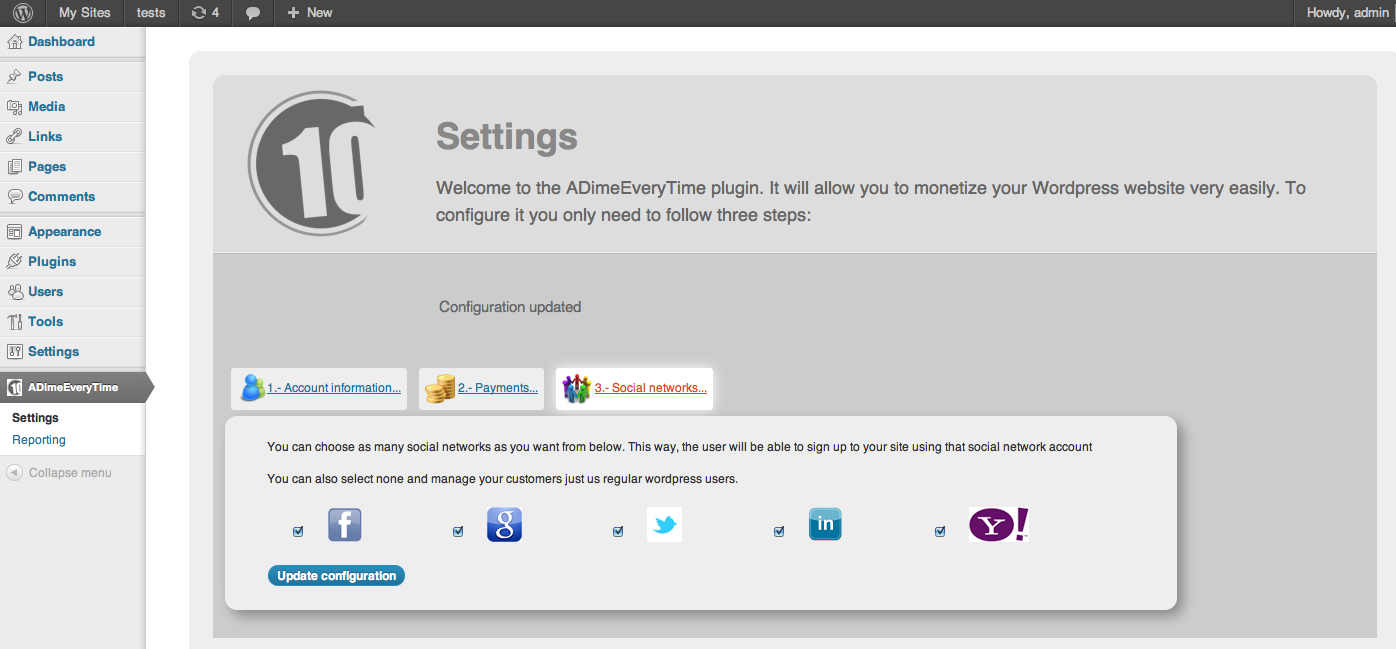 My Sites tests 4 + New Howdy, admin
Dashboard
Posts
Media
Links
Pages
Comments
Appearance
Plugins
Users
Tools
Settings
10 ADimeEveryTime
Settings
Reporting
Collapse menu
10
Settings
Welcome to the ADimeEveryTime plugin. It will allow you to monetize your Wordpress website very easily. To
configure it you only need to follow three steps:
Configuration updated
1.- Account information... 2.- Payments... 3.- Social networks...
You can choose as many social networks as you want from below. This way, the user will be able to sign up to your site using that social network account
You can also select none and manage your customers just us regular wordpress users.
f g in Y!
Update configuration